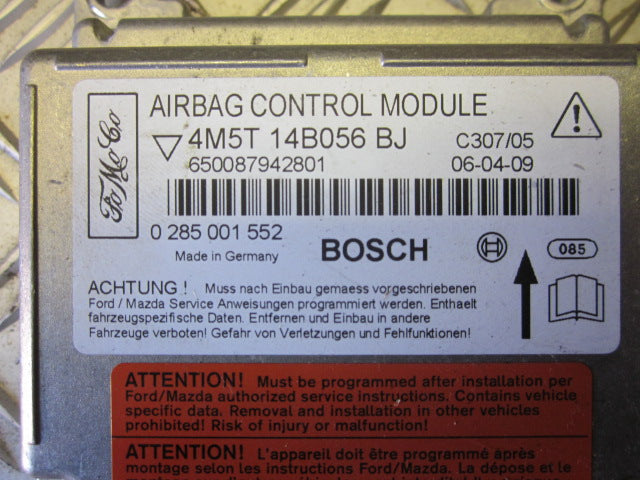 FoMoCo
AIRBAG CONTROL MODULE
4M5T 14B056 BJ
C307/05
650087942801
06-04-09
0 285 001 552
Made in Germany
BOSCH
085
ACHTUNG ! Muss nach Einbau gemaess vorgeschriebenen
Ford / Mazda Service Anweisungen programmiert werden. Enthaelt
fahrzeugspezifische Daten. Entfernen und Einbau in andere
Fahrzeuge verboten! Gefahr von Verletzungen und Fehlfunktionen!
ATTENTION! Must be programmed after installation per
Ford/Mazda authorized service instructions. Contains vehicle
specific data. Removal and installation in other vehicles
prohibited! Risk of injury or malfunction!
ATTENTION! L'appareil doit être programmé après
montage selon les instructions Ford/Mazda. La dépose et le